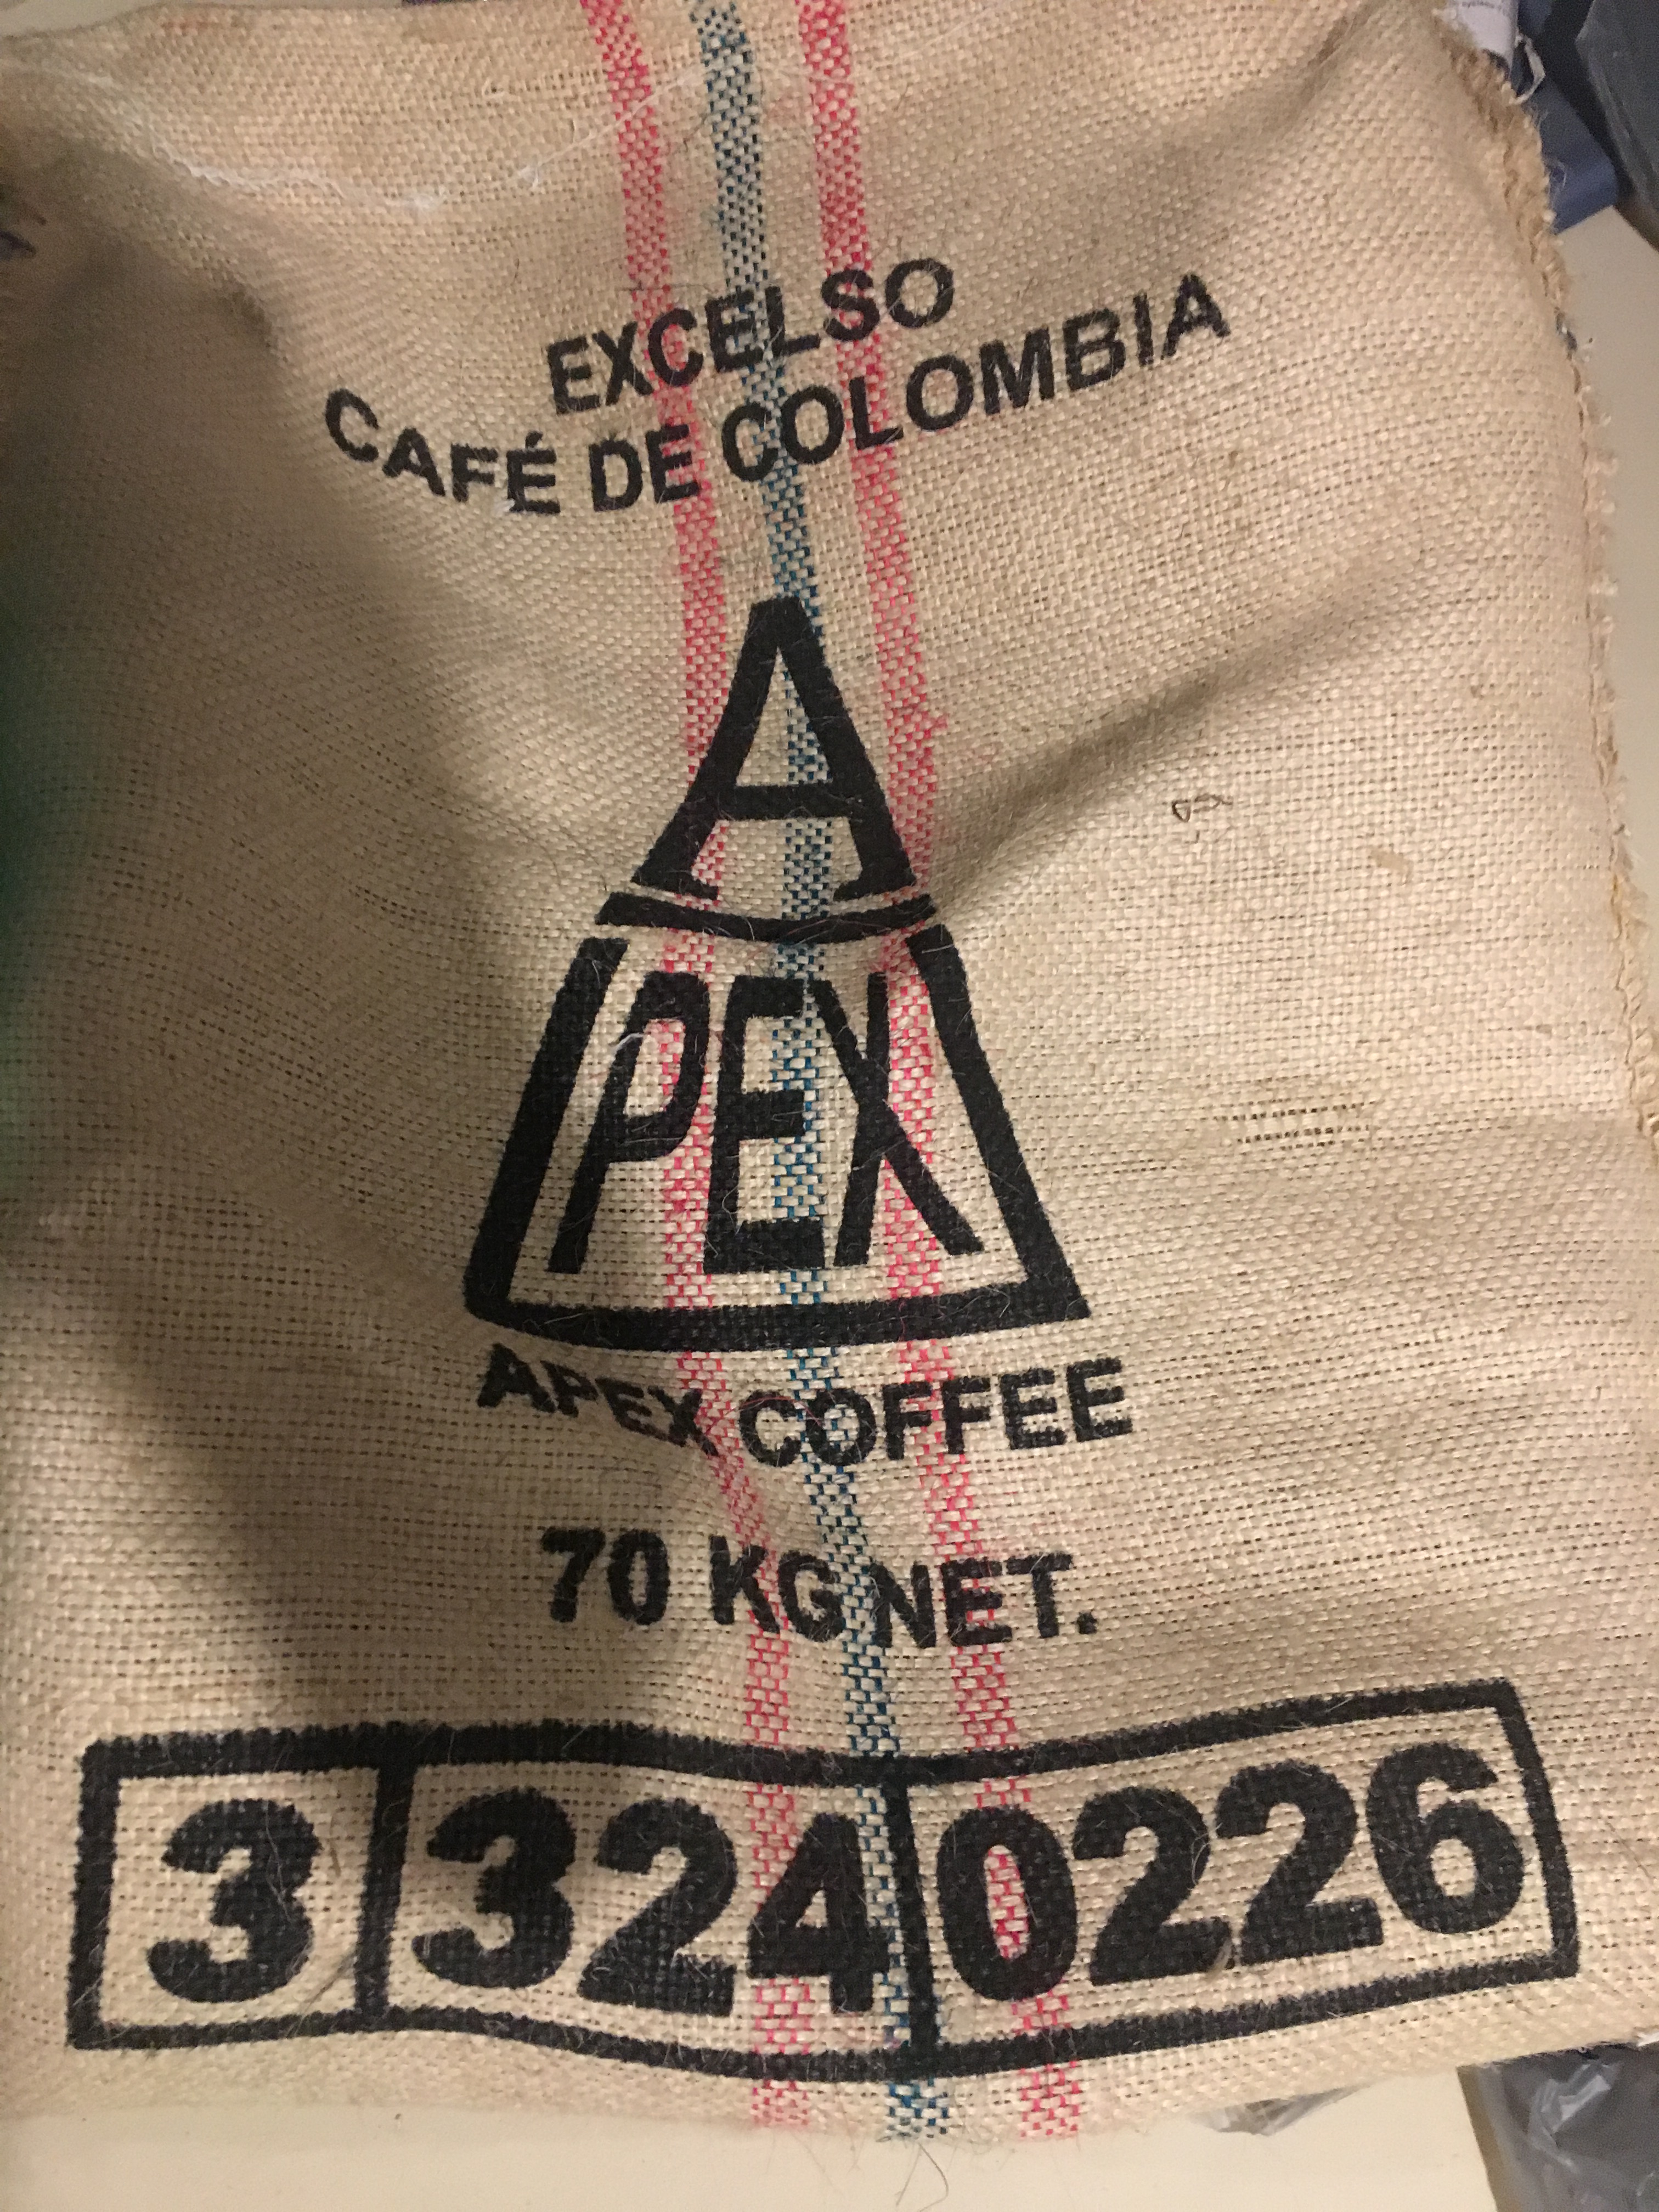 EXCELSO
CAFÉ DE COLOMBIA
A
PEX
APEX COFFEE
70 KG NET.
3 324 0226